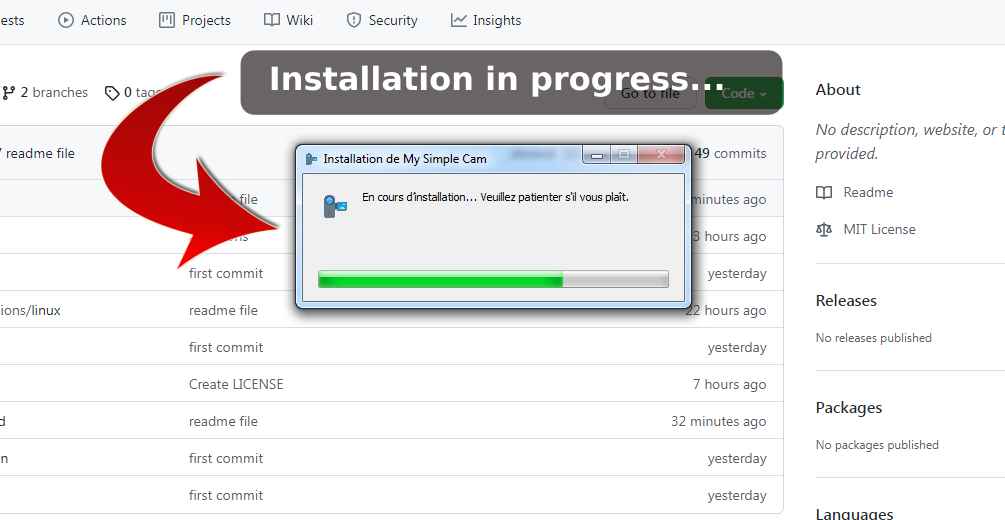 ests
Actions
Projects
Wiki
Security
Insights
Installation in progress...
2 branches
0 tags
Go to file
Code
About
No description, website, or
provided.
readme file
49 commits
Installation de My Simple Cam
En cours d'installation... Veuillez patienter s'il vous plaît.
file
minutes ago
Readme
3 hours ago
MIT License
first commit
yesterday
ions/linux
readme file
22 hours ago
Releases
No releases published
first commit
yesterday
Create LICENSE
7 hours ago
Packages
readme file
32 minutes ago
No packages published
first commit
yesterday
first commit
yesterday
Languages